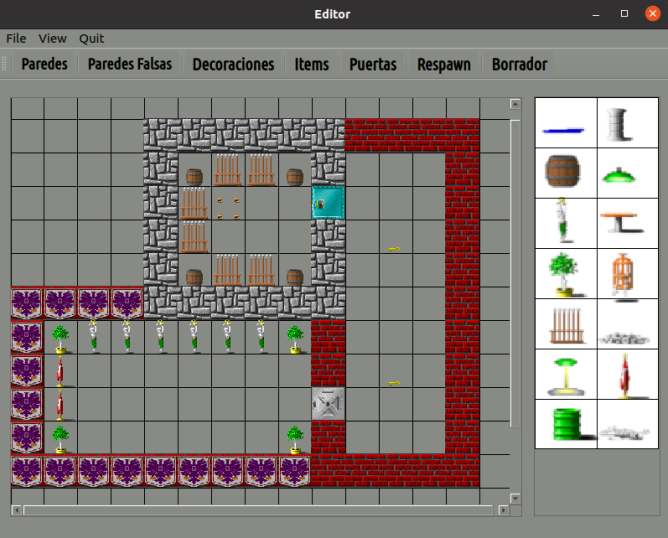 Editor
File View Quit
Paredes Paredes Falsas Decoraciones Items Puertas Respawn Borrador